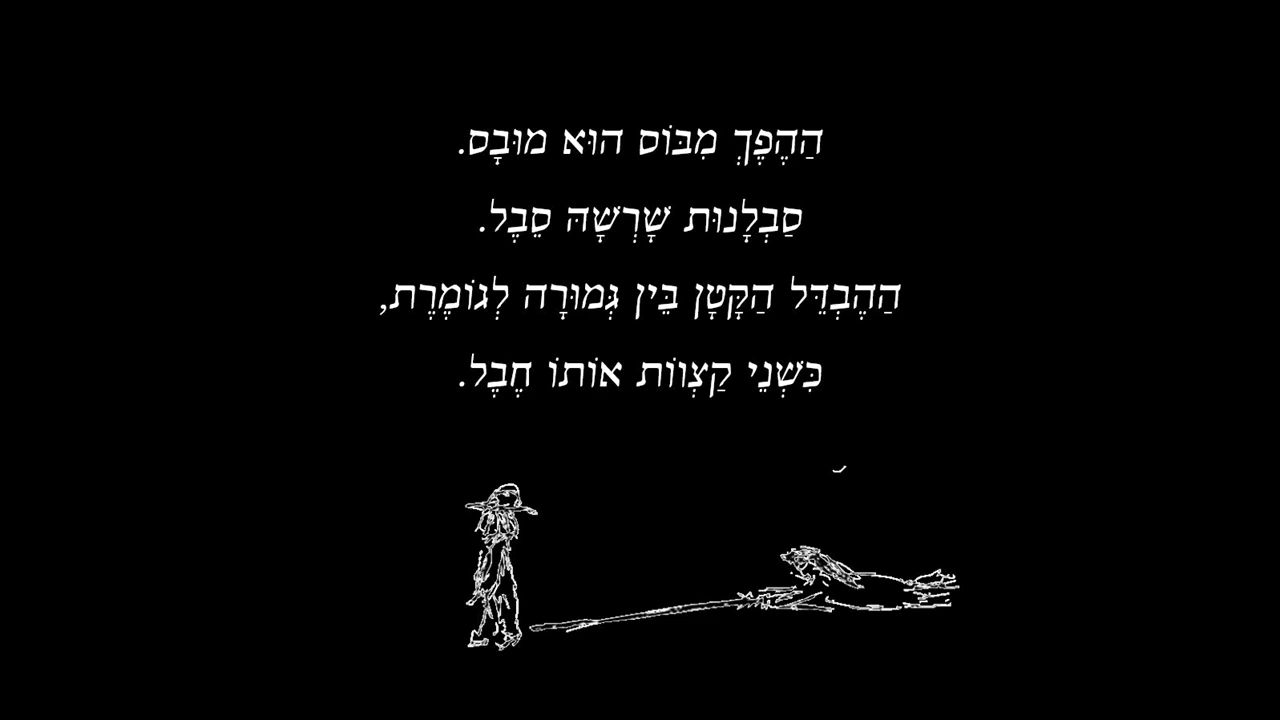 הַהֶפֶךְ מִבּוֹס הוּא מוּבָס.
סַבְלָנוּת שָׁרְשָׁהּ סֵבֶל.
הַהֶבְדֵּל הַקָּטָן בֵּין גְּמוּרָה לְגוֹמֶרֶת,
כִּשְׁנֵי קַצְווֹת אוֹתוֹ חֶבֶל.